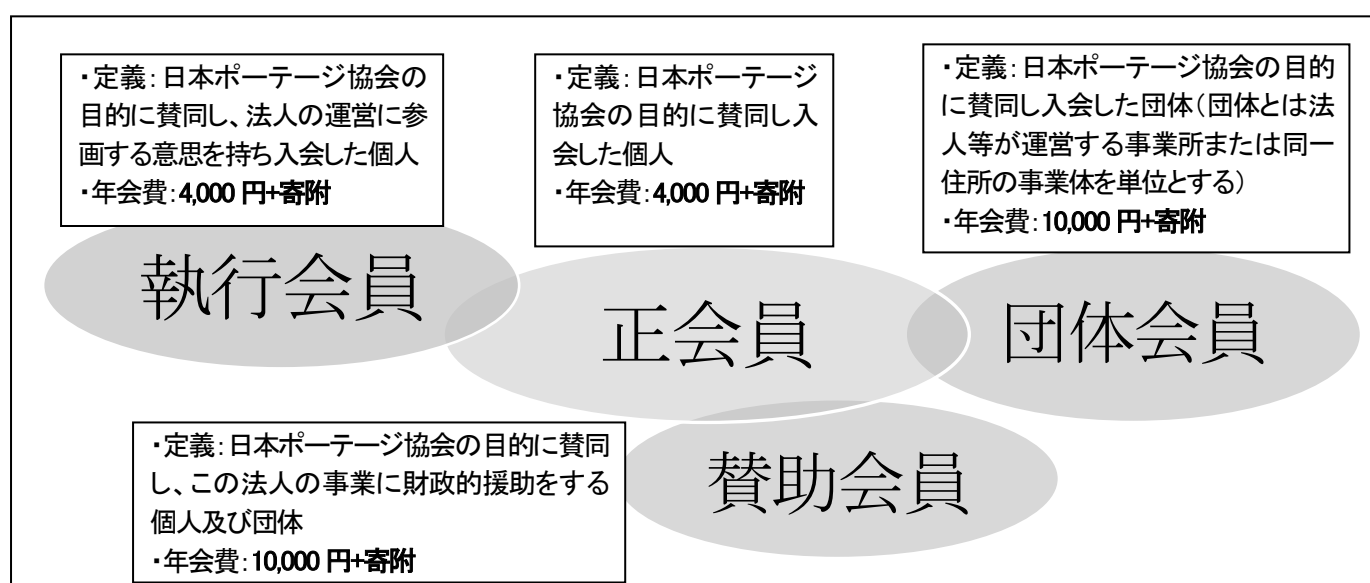 ・定義：日本ポーテージ協会の
目的に賛同し、法人の運営に参
画する意思を持ち入会した個人
・年会費：4,000 円+寄附
執行会員
・定義：日本ポーテージ
協会の目的に賛同し入
会した個人
・年会費：4,000 円+寄附
正会員
・定義：日本ポーテージ協会の目的
に賛同し入会した団体（団体とは法
人等が運営する事業所または同一
住所の事業体を単位とする）
・年会費：10,000 円+寄附
団体会員
・定義：日本ポーテージ協会の目的に賛同
し、この法人の事業に財政的援助をする
個人及び団体
・年会費：10,000 円+寄附
賛助会員